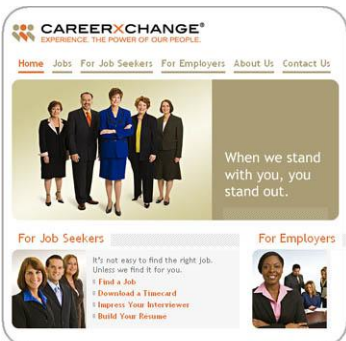 CAREERXCHANGE®
EXPERIENCE. THE POWER OF OUR PEOPLE.
Home Jobs For Job Seekers For Employers About Us Contact Us
When we stand
with you, you
stand out.
For Job Seekers
It's not easy to find the right job.
Unless we find it for you.
Find a Job
Download a Timecard
Impress Your Interviewer
Build Your Resume
For Employers